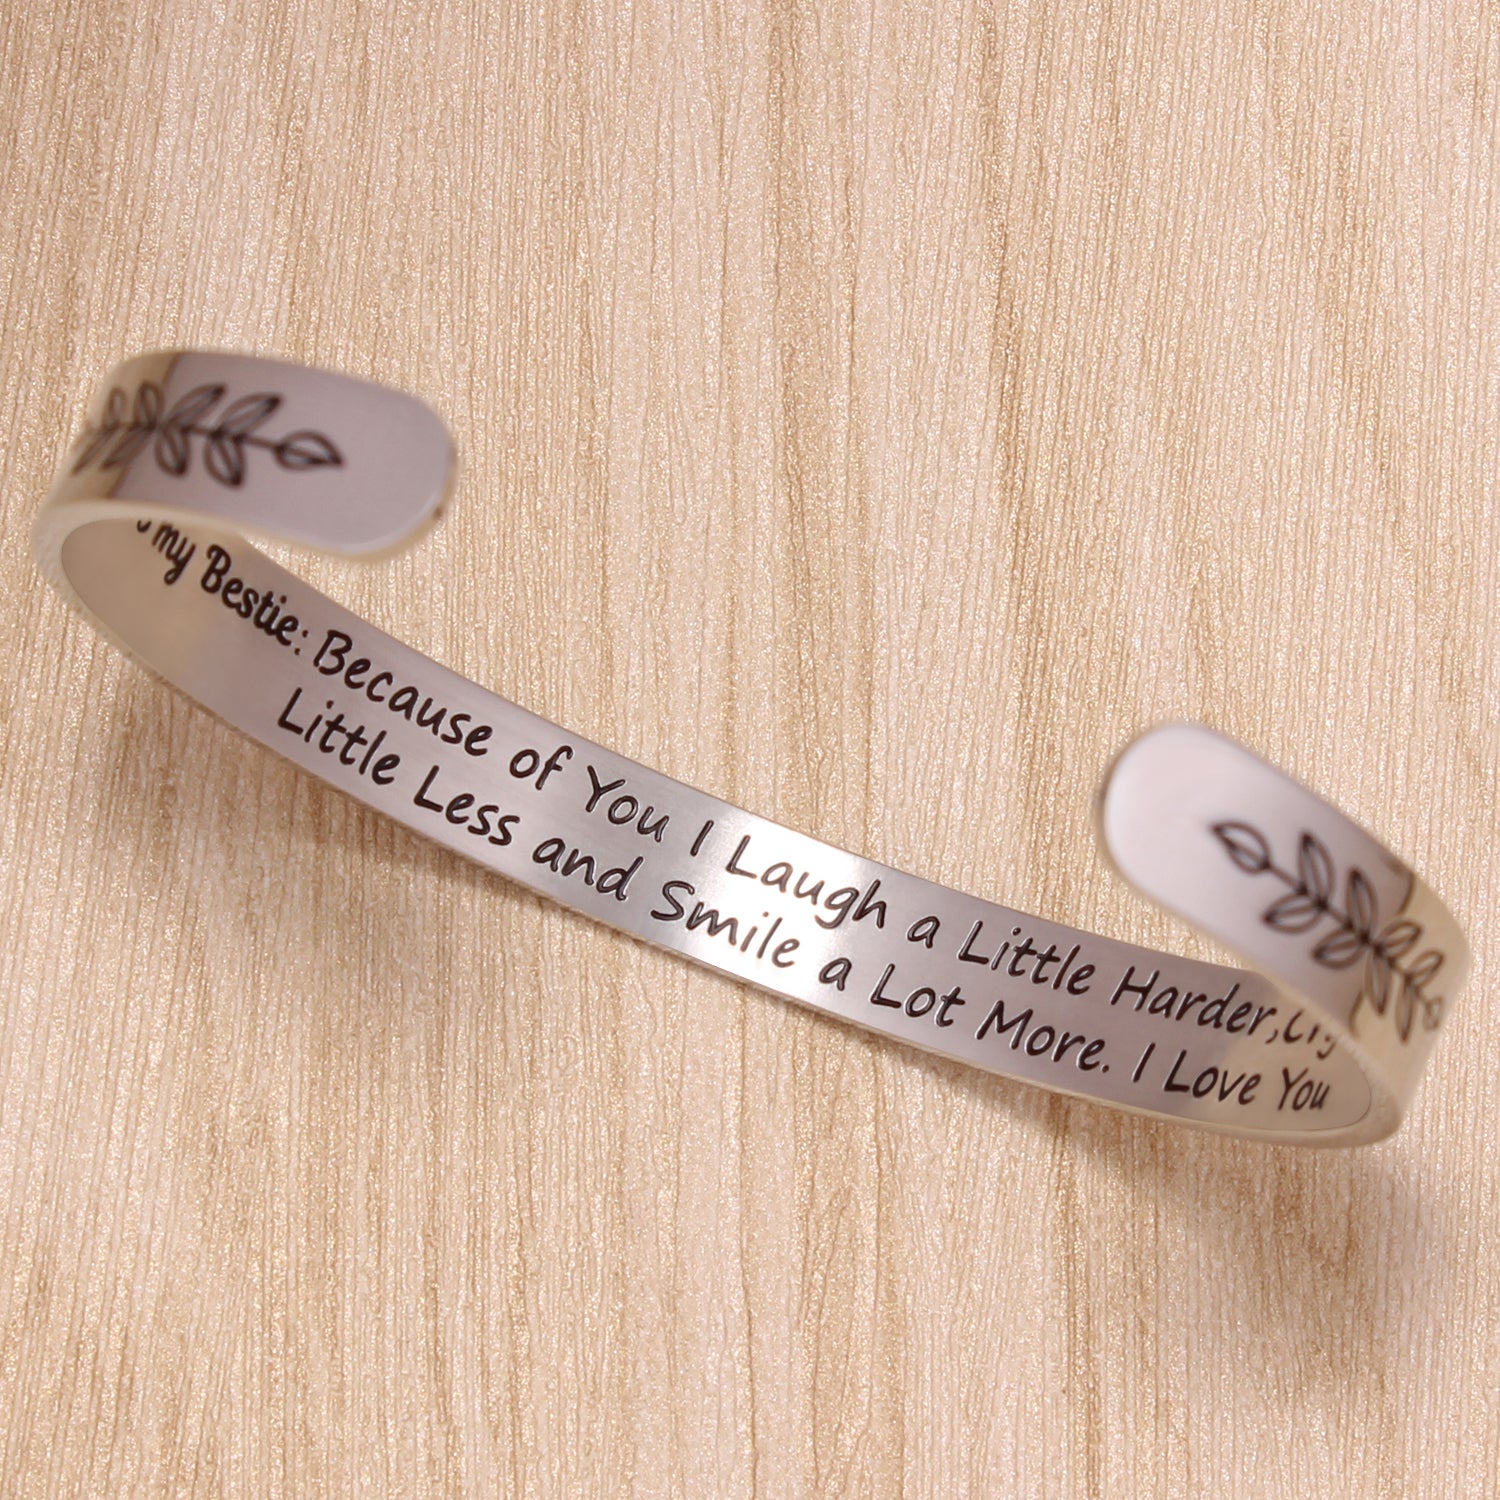 my Bestie: Because of You I Laugh a Little Harder,
Little Less and Smile a Lot More. I Love You